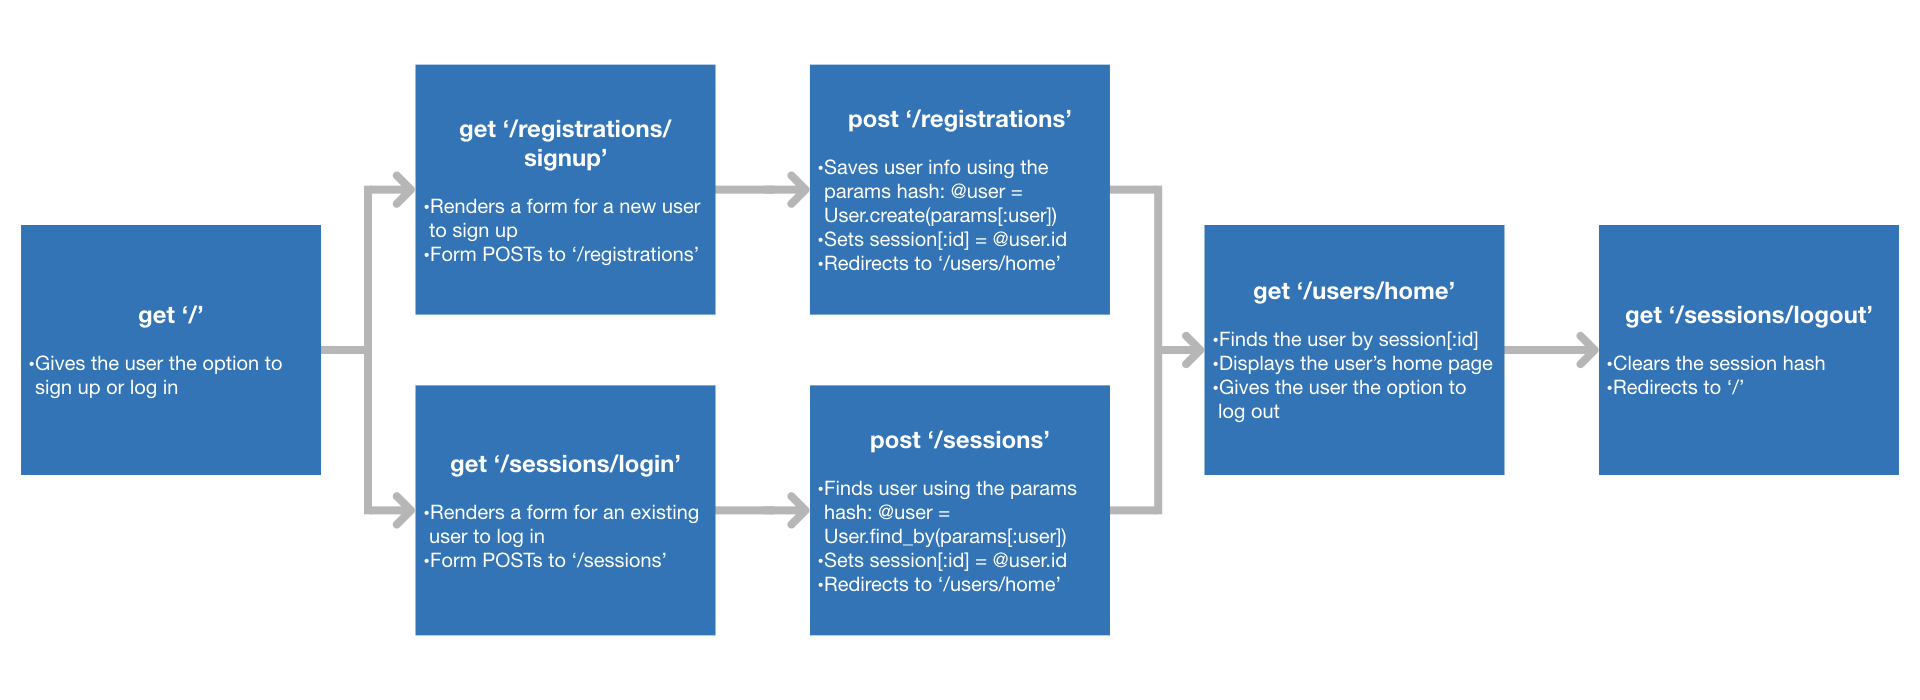 get ‘/’
•Gives the user the option to
sign up or log in
get ‘/registrations/
signup’
•Renders a form for a new user
to sign up
•Form POSTs to ‘/registrations’
post ‘/registrations’
•Saves user info using the
params hash: @user =
User.create(params[:user])
•Sets session[:id] = @user.id
•Redirects to ‘/users/home’
get ‘/sessions/login’
•Renders a form for an existing
user to log in
•Form POSTs to ‘/sessions’
post ‘/sessions’
•Finds user using the params
hash: @user =
User.find_by(params[:user])
•Sets session[:id] = @user.id
•Redirects to ‘/users/home’
get ‘/users/home’
•Finds the user by session[:id]
•Displays the user’s home page
•Gives the user the option to
log out
get ‘/sessions/logout’
•Clears the session hash
•Redirects to ‘/’